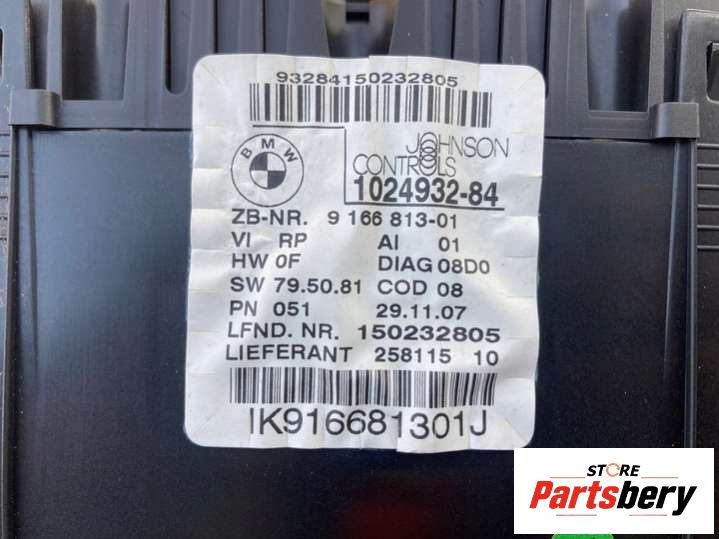 93284150232805
BMW
JOHNSON
CONTROLS
1024932-84
ZB-NR. 9 166 813-01
VI RP AI 01
HW 0F DIAG 08D0
SW 79.50.81 COD 08
PN 051 29.11.07
LFND. NR. 150232805
LIEFERANT 258115 10
IK916681301J
STORE
Partsbery